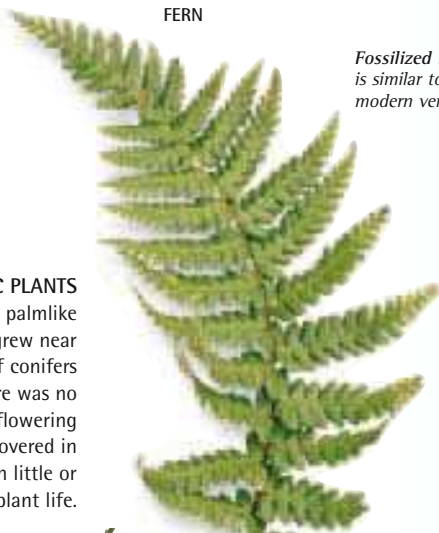 FERN
Fossilized
is similar to
modern
C PLANTS
palmlike
grew near
f conifers
re was no
flowering
overed in
h little or
plant life.